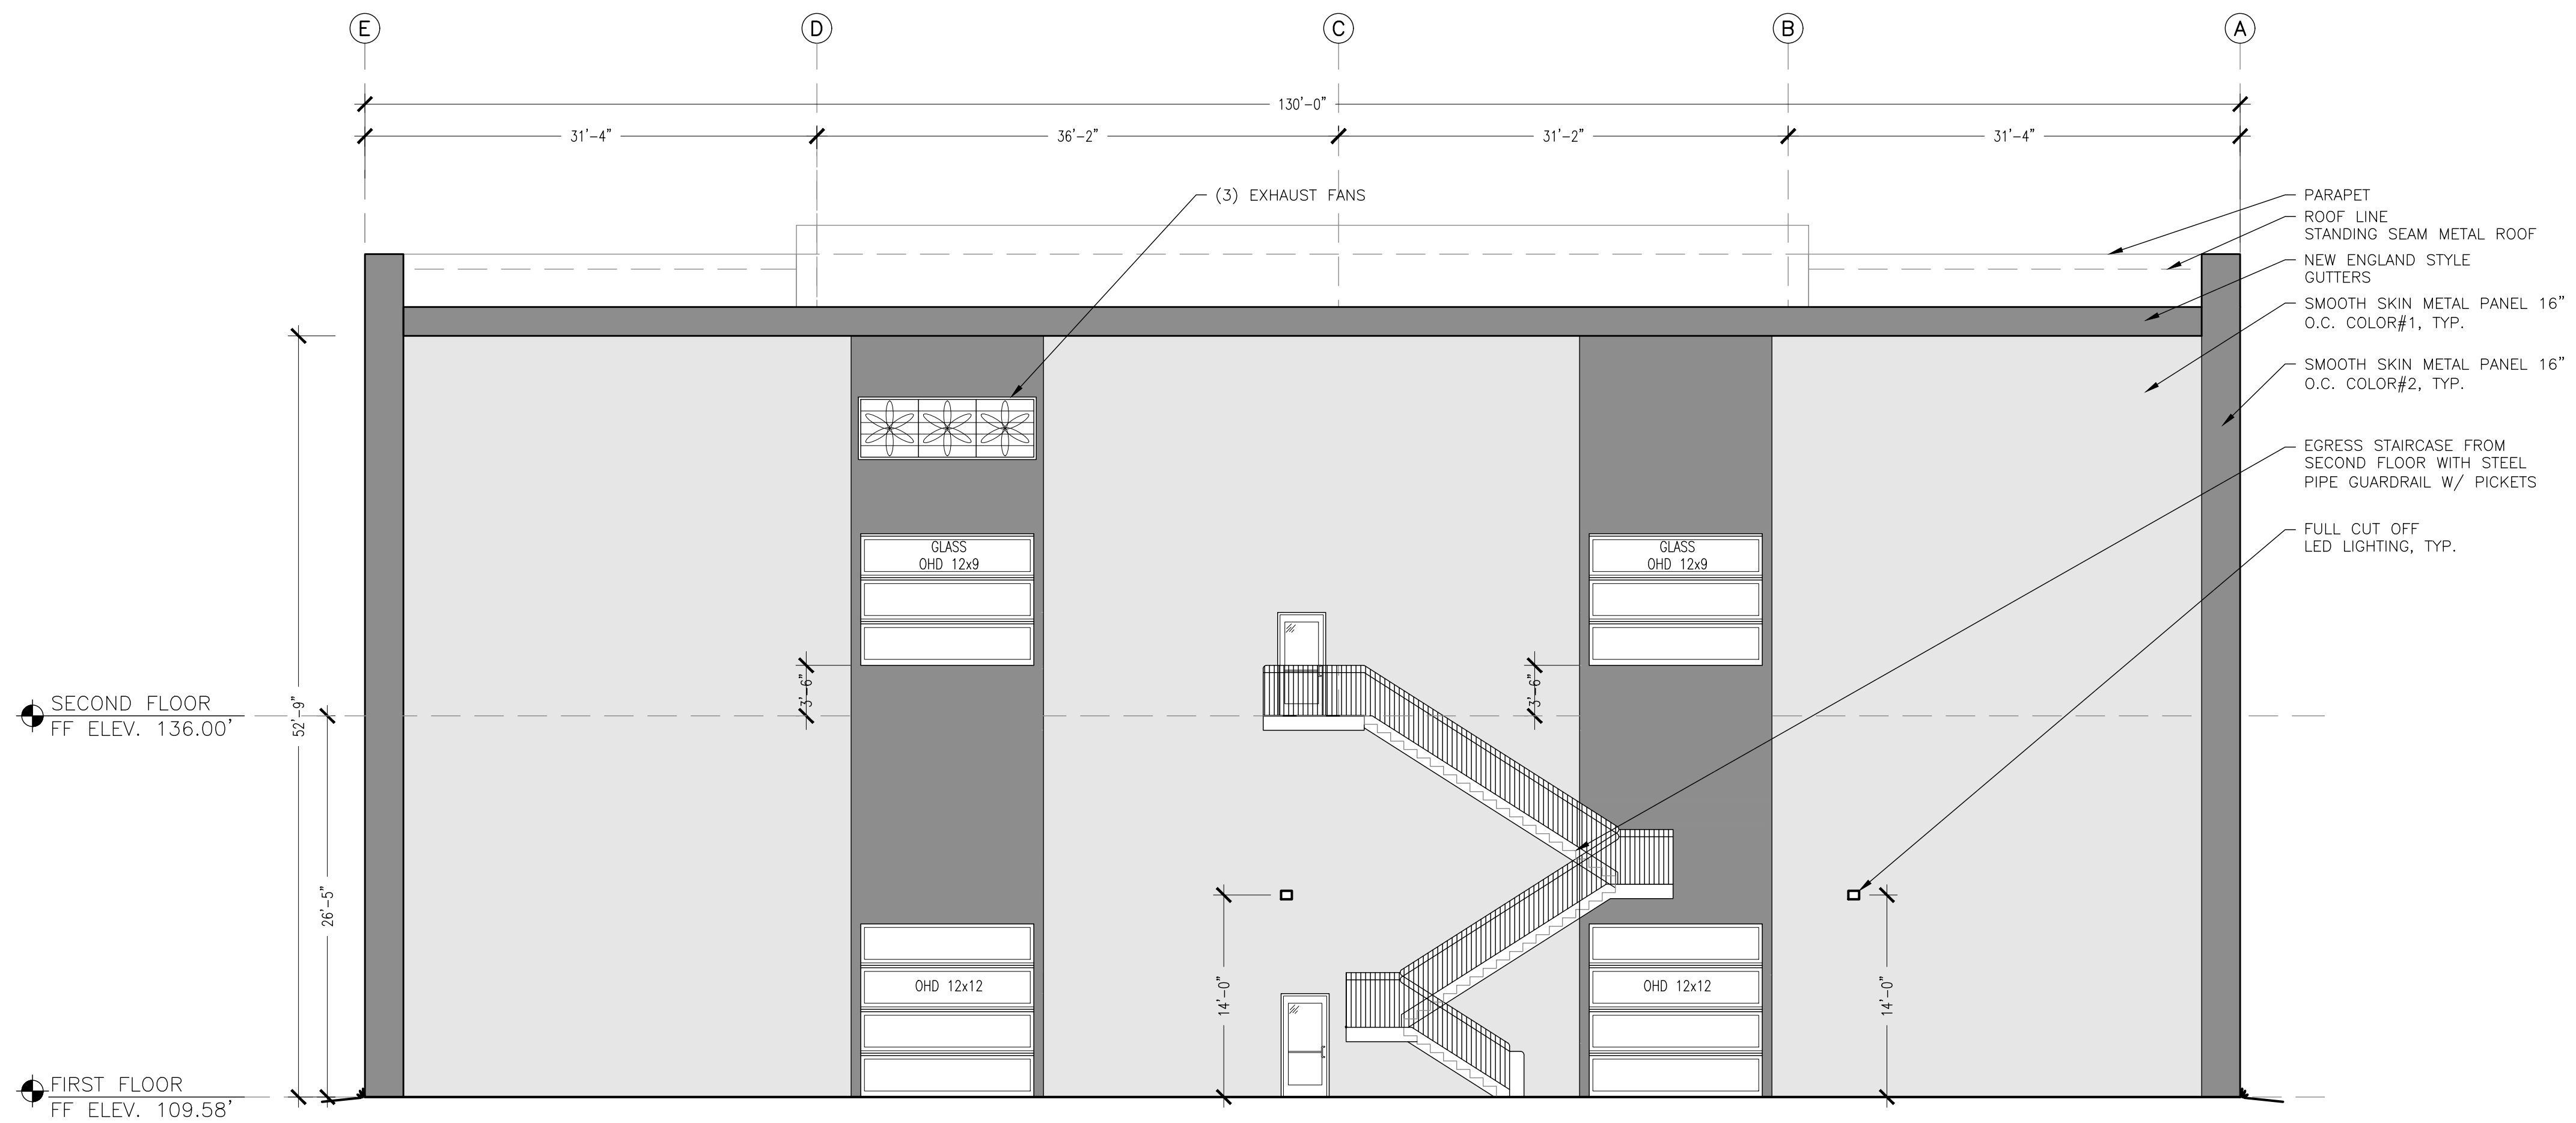 E D C B A
130'-0"
31'-4" 36'-2" 31'-2" 31'-4"
(3) EXHAUST FANS
PARAPET
ROOF LINE
STANDING SEAM METAL ROOF
NEW ENGLAND STYLE
GUTTERS
SMOOTH SKIN METAL PANEL 16"
O.C. COLOR#1, TYP.
SMOOTH SKIN METAL PANEL 16"
O.C. COLOR#2, TYP.
EGRESS STAIRCASE FROM
SECOND FLOOR WITH STEEL
PIPE GUARDRAIL W/ PICKETS
FULL CUT OFF
LED LIGHTING, TYP.
GLASS
OHD 12x9
GLASS
OHD 12x9
3'-6"
3'-6"
SECOND FLOOR
FF ELEV. 136.00'
52'-9"
26'-5"
14'-0"
14'-0"
OHD 12x12
OHD 12x12
FIRST FLOOR
FF ELEV. 109.58'